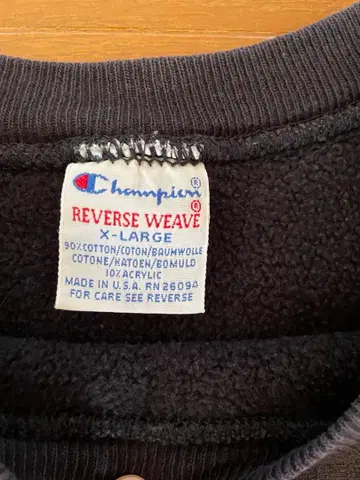 Champion®
REVERSE WEAVE®
X-LARGE
90% COTTON/COTON/BAUMWOLLE
COTONE/KATOEN/BOMULD
10% ACRYLIC
MADE IN U.S.A. RN 26094
FOR CARE SEE REVERSE